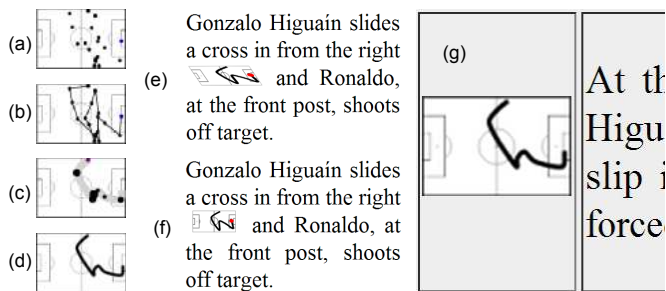 (a)
(b)
(c)
(d)
(e)
Gonzalo Higuaín slides
a cross in from the right
and Ronaldo,
at the front post, shoots
off target.
(f)
Gonzalo Higuaín slides
a cross in from the right
and Ronaldo, at
the front post, shoots
off target.
(g)
At th
Higu
slip i
force